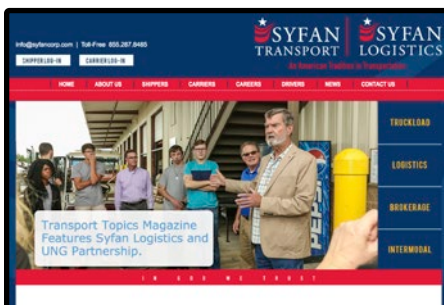 info@syfancorp.com | Toll-Free 855.287.8485
SHIPPER LOG-IN CARRIER LOG-IN
SYFAN TRANSPORT
SYFAN LOGISTICS
An American Tradition in Transportation
HOME ABOUT US SHIPPERS CARRIERS CAREERS DRIVERS NEWS CONTACT US
TRUCKLOAD
LOGISTICS
BROKERAGE
INTERMODAL
PEPSI
Transport Topics Magazine
Features Syfan Logistics and
UNG Partnership.
IN GOD WE TRUST